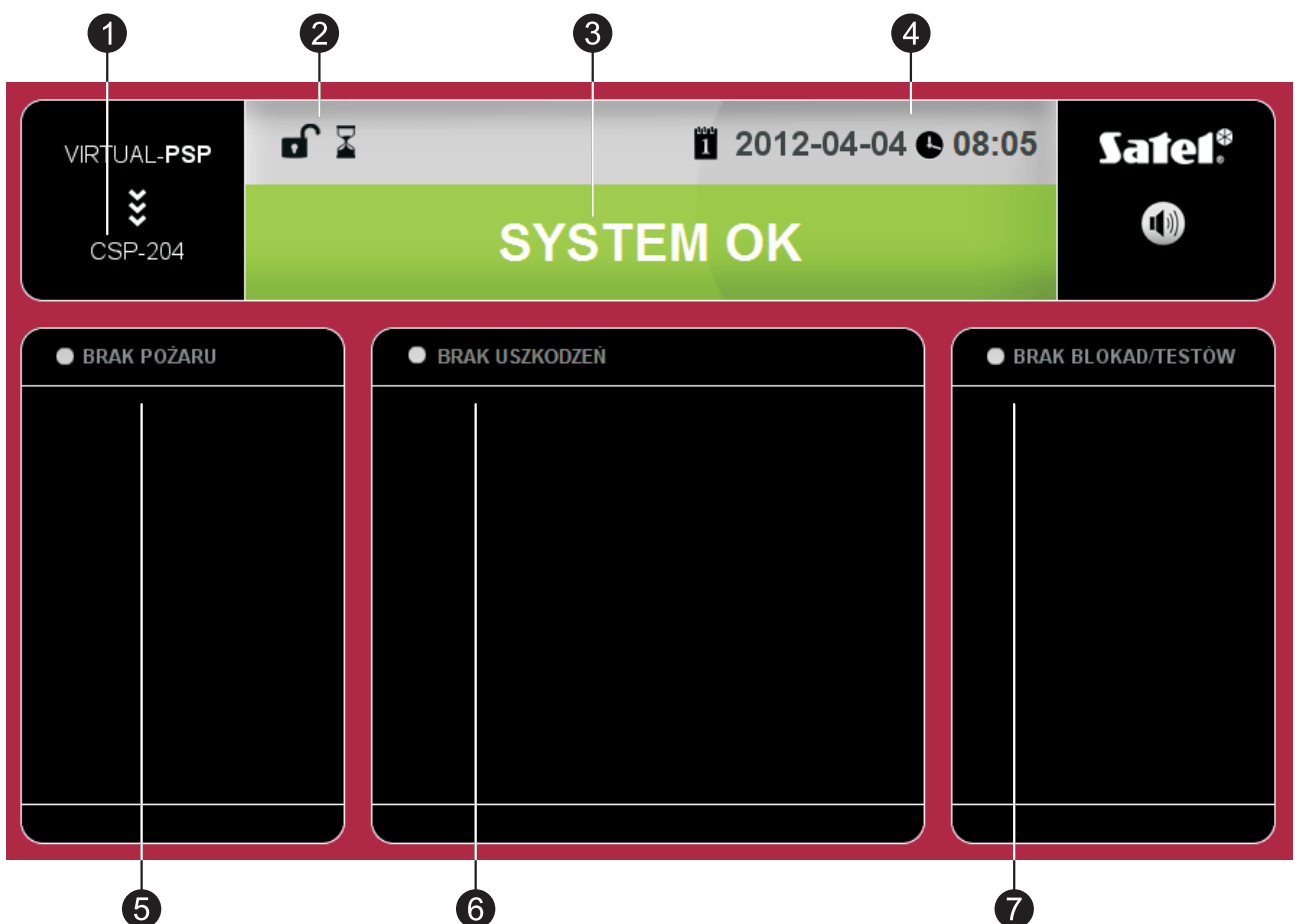 1 2 3 4
VIRTUAL-PSP
CSP-204
1 2012-04-04 08:05
SYSTEM OK
Satel®
BRAK POŻARU
BRAK USZKODZEŃ
BRAK BLOKAD/TESTÓW
5 6 7